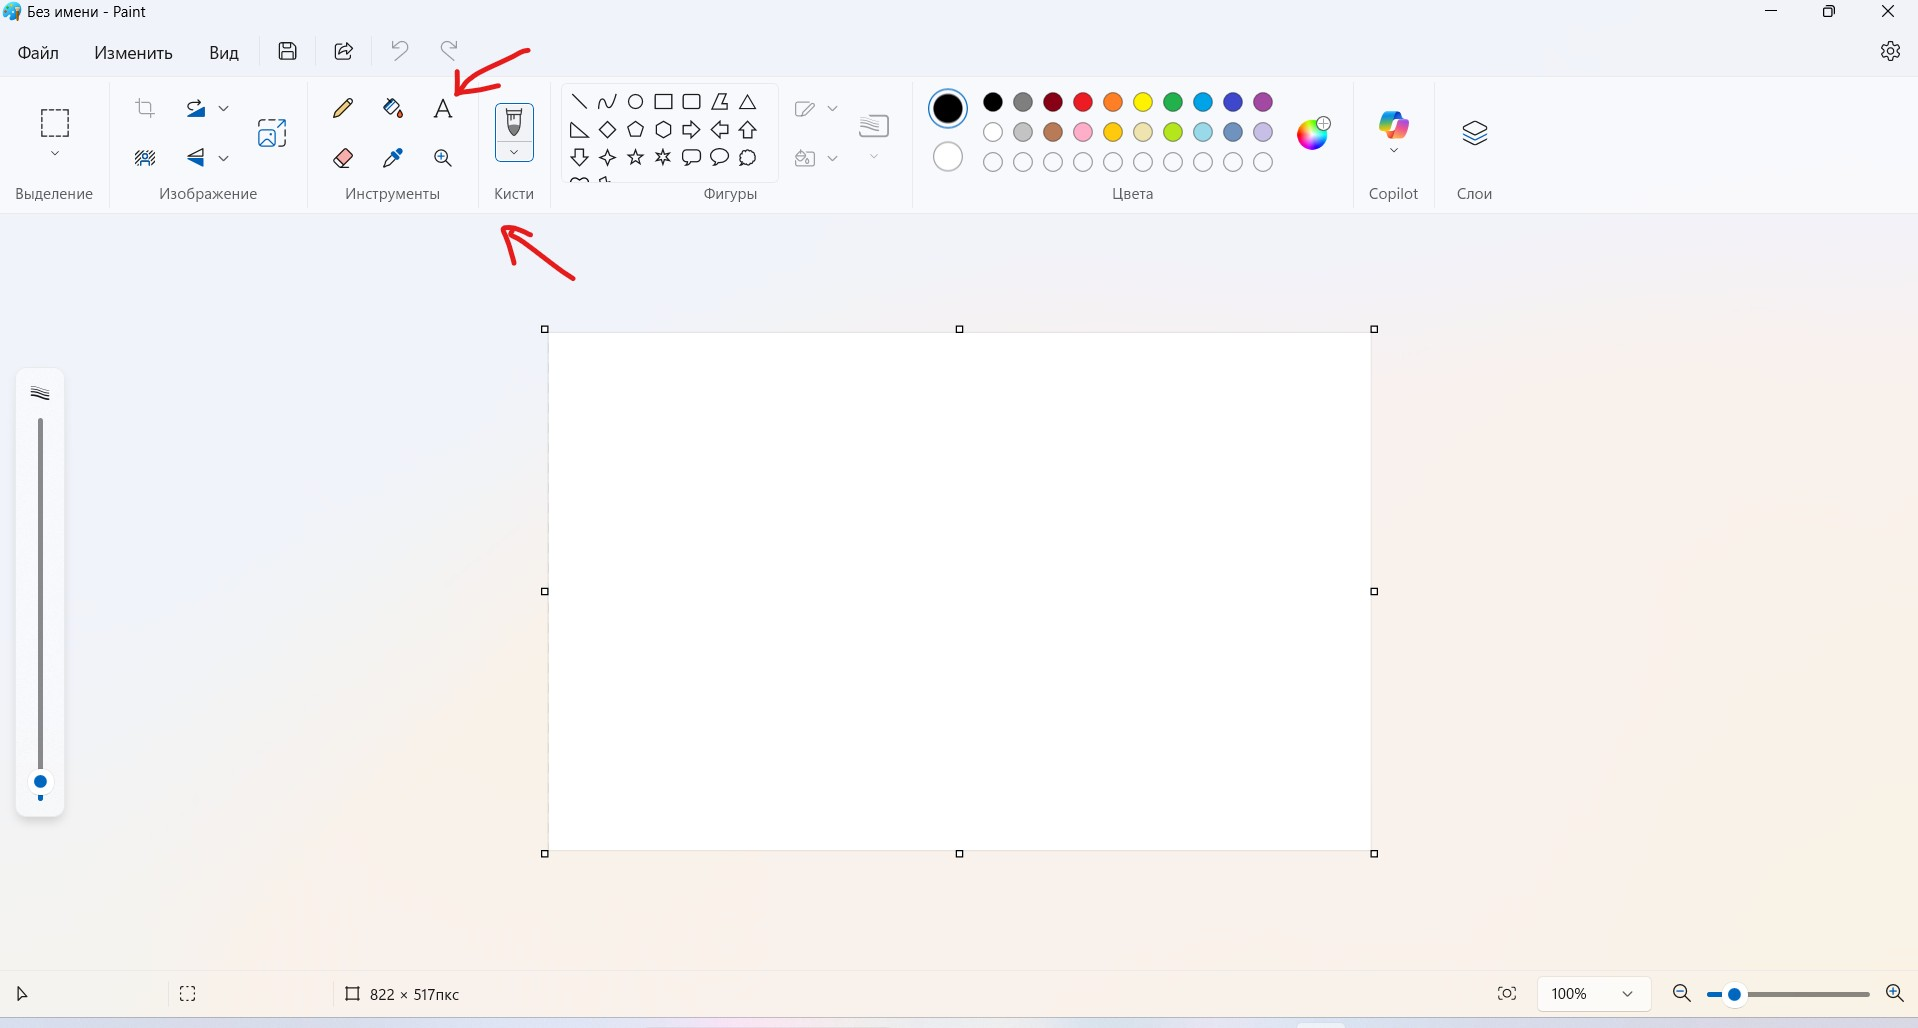 Без имени - Paint
Файл Изменить Вид
Выделение Изображение Инструменты Кисти Фигуры Цвета Copilot Слои
822 × 517пкс 100%